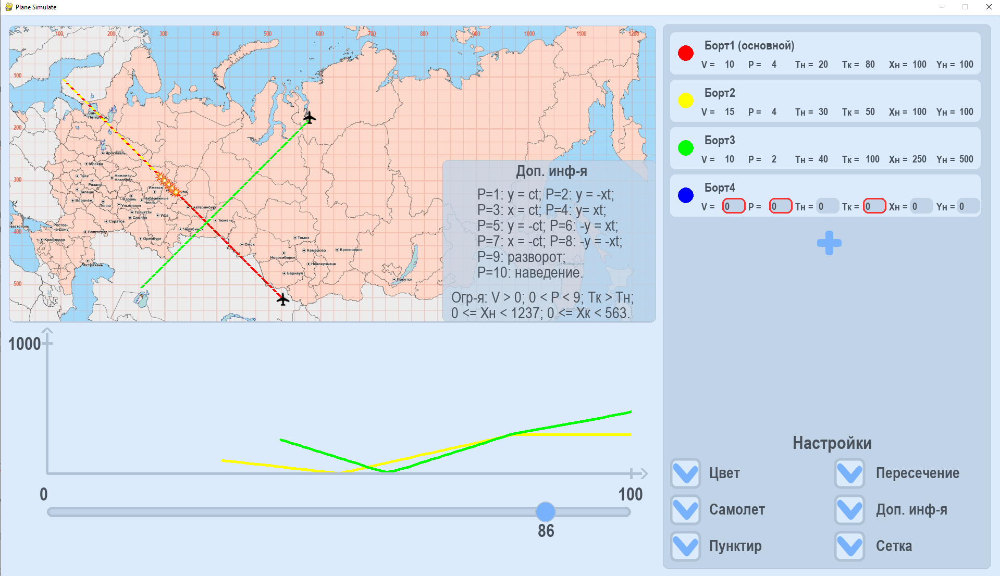 Plane Simulate
100 200 300 400 500 600 700 800 900 1000 1100 1200
100
200
300
400
500
Ярославль
Москва
Тула
Нижний
Новгород
Рязань
Липецк
Ижевск
Воронеж
Казань
Набережные
Челны
Пенза
Ульяновск
Екатеринбург
Тольятти
Уфа
Самара
Саратов
Тюмень
Ростов-
на-Дону
Волгоград
Челябинск
Краснодар
Оренбург
Омск
Томск
Кемерово
Красноярск
Новосибирск
Новокузнецк
Барнаул
Астрахань
Иркутск
Хабаровск
Доп. инф-я
P=1: y = ct; P=2: y = -xt;
P=3: x = ct; P=4: y= xt;
P=5: y = -ct; P=6: -y = xt;
P=7: x = -ct; P=8: -y = -xt;
P=9: разворот;
P=10: наведение.
Огр-я: V > 0; 0 < P < 9; Тк > Тн;
0 <= Хн < 1237; 0 <= Хк < 563.
1000
0
100
86
Борт1 (основной)
V = 10 P = 4 Тн = 20 Тк = 80 Хн = 100 Yн = 100
Борт2
V = 15 P = 4 Тн = 30 Тк = 50 Хн = 100 Yн = 100
Борт3
V = 10 P = 2 Тн = 40 Тк = 100 Хн = 250 Yн = 500
Борт4
V = 0 P = 0 Тн = 0 Тк = 0 Хн = 0 Yн = 0
Настройки
Цвет Пересечение
Самолет Доп. инф-я
Пунктир Сетка